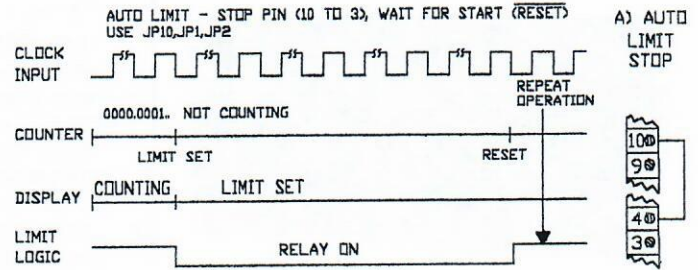 AUTO LIMIT - STOP PIN (10 TO 3), WAIT FOR START (RESET)
USE JP10,JP1,JP2
A) AUTO
LIMIT
STOP
CLOCK
INPUT
REPEAT
OPERATION
0000.0001.. NOT COUNTING
COUNTER
LIMIT SET
RESET
DISPLAY
COUNTING
LIMIT SET
LIMIT
LOGIC
RELAY ON
10
9
4
3